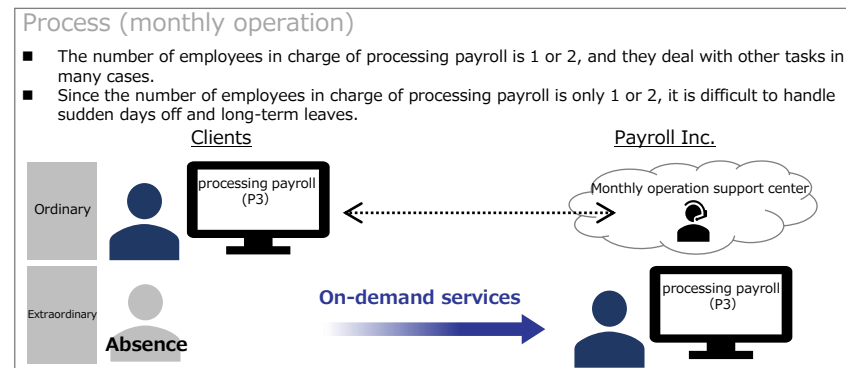 Process (monthly operation)
■ The number of employees in charge of processing payroll is 1 or 2, and they deal with other tasks in
many cases.
■ Since the number of employees in charge of processing payroll is only 1 or 2, it is difficult to handle
sudden days off and long-term leaves.
Clients
Payroll Inc.
Ordinary
processing payroll
(P3)
Monthly operation support center
Extraordinary
Absence
On-demand services
processing payroll
(P3)